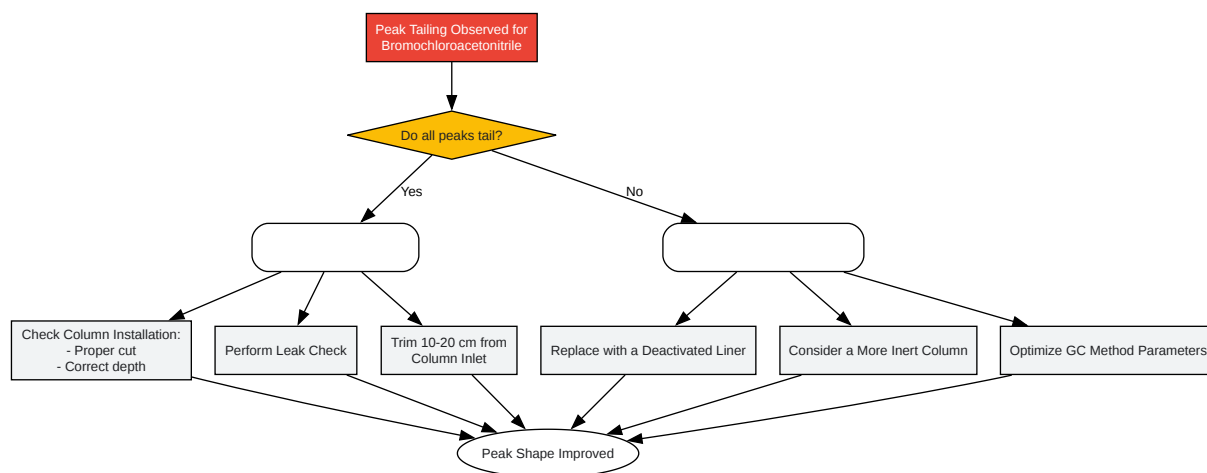 Peak Tailing Observed for
Bromochloroacetonitrile
Do all peaks tail?
Yes
No
Check Column Installation:
- Proper cut
- Correct depth
Perform Leak Check
Trim 10-20 cm from
Column Inlet
Replace with a Deactivated Liner
Consider a More Inert Column
Optimize GC Method Parameters
Peak Shape Improved